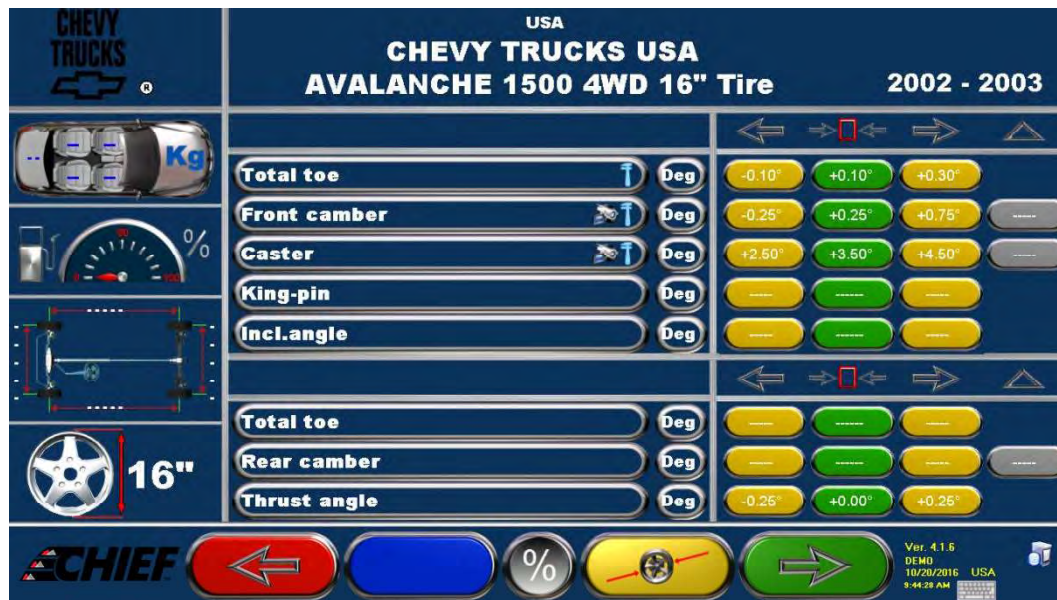 CHEVY
TRUCKS
®
USA
CHEVY TRUCKS USA
AVALANCHE 1500 4WD 16" Tire
2002 - 2003
-- Kg
Total toe Deg -0.10° +0.10° +0.30°
Front camber Deg -0.25° +0.25° +0.75° -----
Caster Deg +2.50° +3.50° +4.50° -----
King-pin Deg ----- ------ -----
Incl.angle Deg ----- ------ -----
%
-----
-----
16"
Total toe Deg ----- ------ -----
Rear camber Deg ----- ------ ----- -----
Thrust angle Deg -0.25° +0.00° +0.25°
CHIEF
%
Ver. 4.1.6
DEMO
10/20/2016 USA
9:44:28 AM